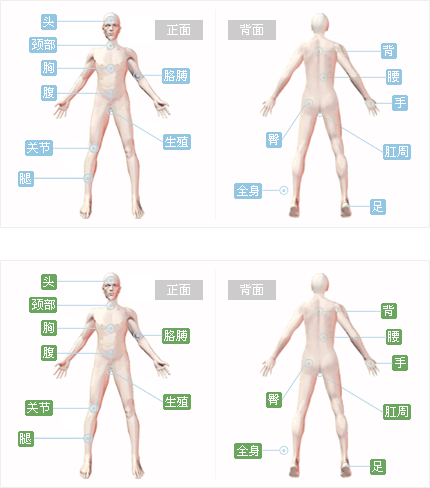 头
正面
颈部
胸
胳膊
腹
生殖
关节
腿
背面
背
腰
手
臀
肛周
全身
足
头
正面
颈部
胸
胳膊
腹
生殖
关节
腿
背面
背
腰
手
臀
肛周
全身
足